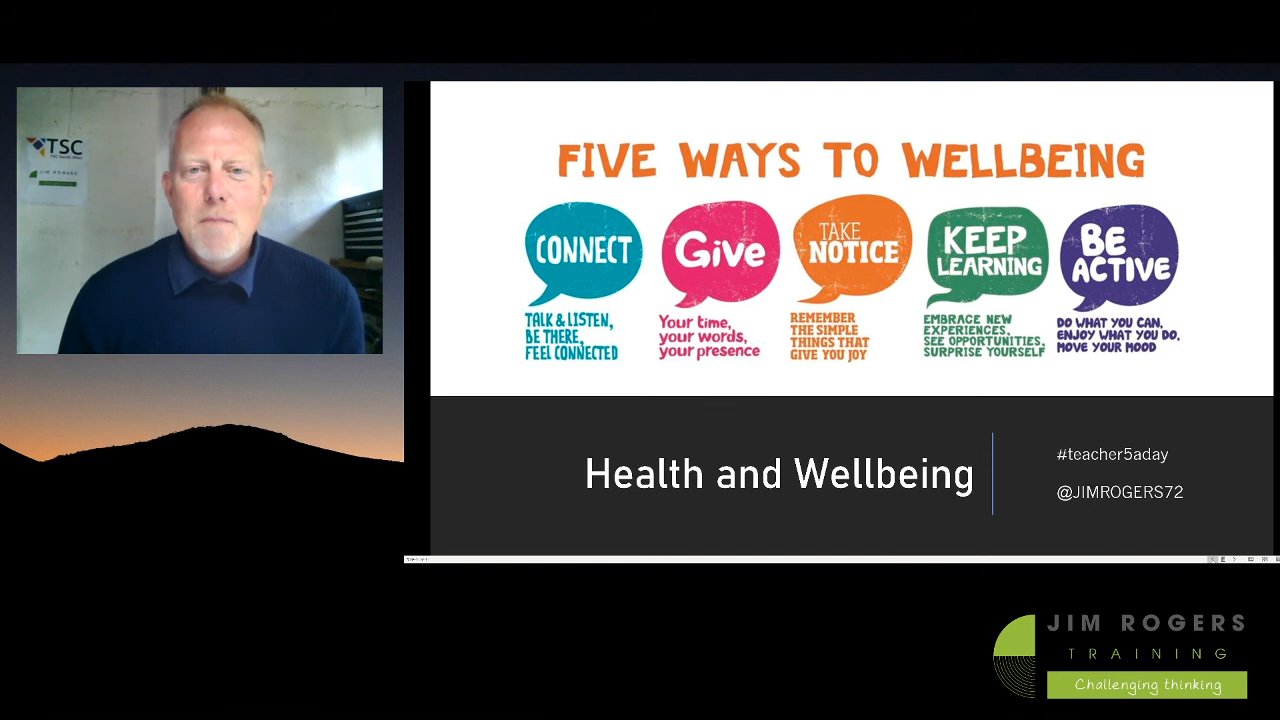 TSC
JIM ROGERS
FIVE WAYS TO WELLBEING
CONNECT
TALK & LISTEN,
BE THERE,
FEEL CONNECTED
Give
Your time,
your words,
your presence
TAKE
NOTICE
REMEMBER
THE SIMPLE
THINGS THAT
GIVE YOU JOY
KEEP
LEARNING
EMBRACE NEW
EXPERIENCES,
SEE OPPORTUNITIES,
SURPRISE YOURSELF
BE
ACTIVE
DO WHAT YOU CAN,
ENJOY WHAT YOU DO,
MOVE YOUR MOOD
Health and Wellbeing
#teacher5aday
@JIMROGERS72
JIM ROGERS
TRAINING
Challenging thinking